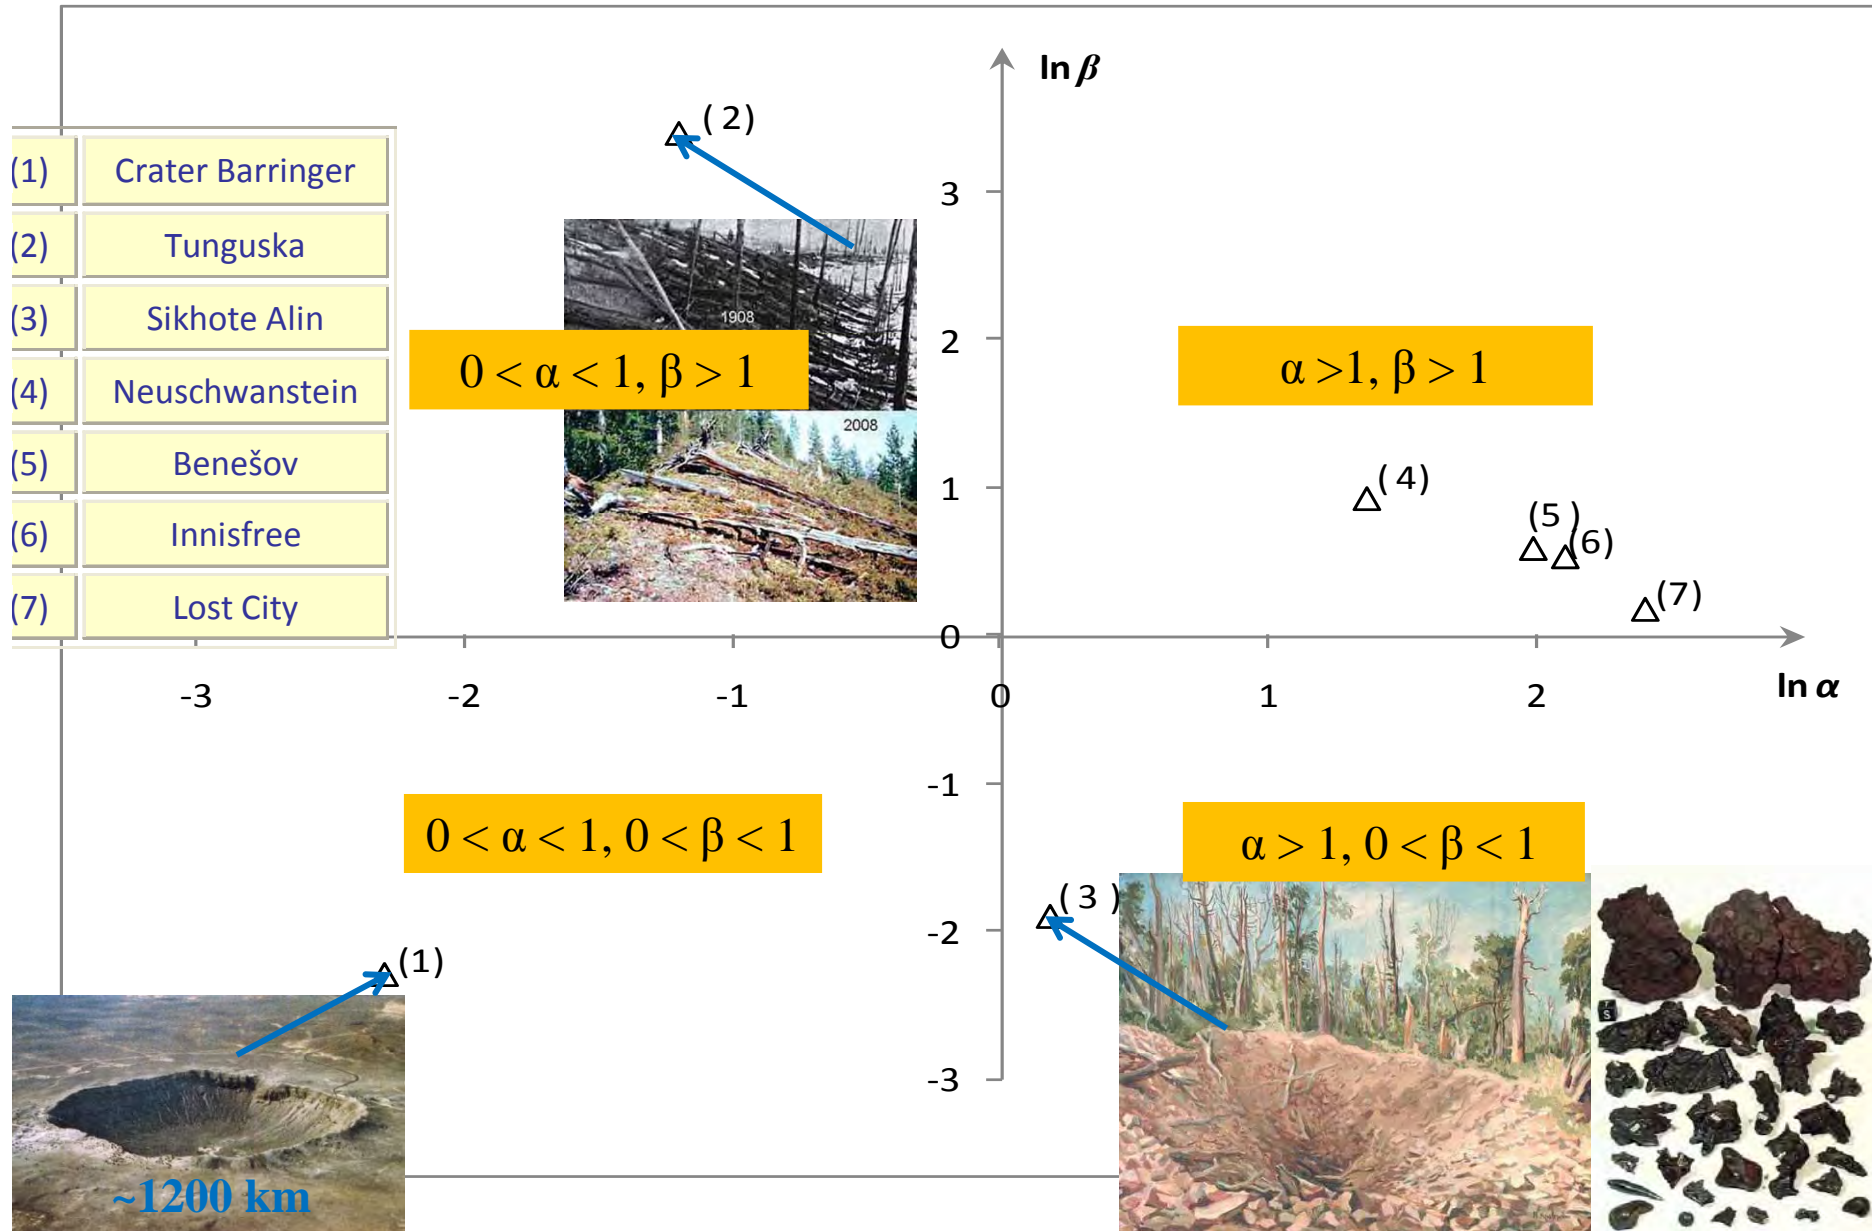 ln β
(1) Crater Barringer
(2) Tunguska
(3) Sikhote Alin
(4) Neuschwanstein
(5) Benešov
(6) Innisfree
(7) Lost City
( 2)
1908
2008
0 < α < 1, β > 1
α >1, β > 1
3
2
1
0
-1
-2
-3
( 4)
(5 )
(6)
(7)
-3 -2 -1 0 1 2
ln α
0 < α < 1, 0 < β < 1
α > 1, 0 < β < 1
(1)
( 3 )
S
~1200 km